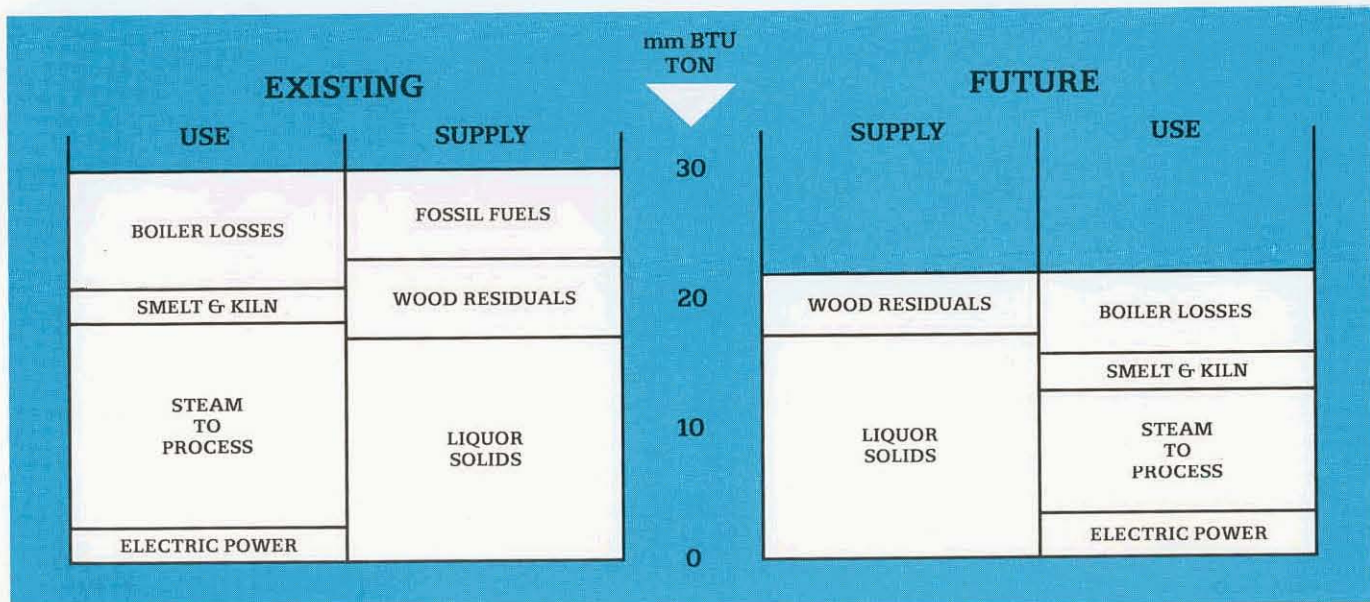 mm BTU
TON
EXISTING
FUTURE
USE
SUPPLY
SUPPLY
USE
30
20
10
0
BOILER LOSSES
SMELT & KILN
STEAM
TO
PROCESS
ELECTRIC POWER
FOSSIL FUELS
WOOD RESIDUALS
LIQUOR
SOLIDS
WOOD RESIDUALS
LIQUOR
SOLIDS
BOILER LOSSES
SMELT & KILN
STEAM
TO
PROCESS
ELECTRIC POWER